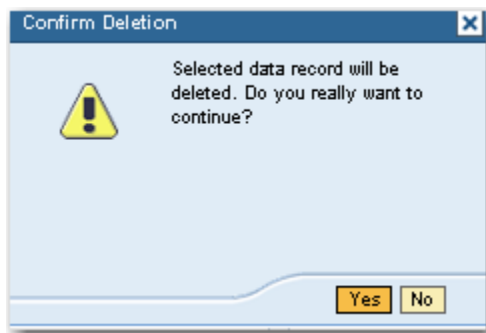 Confirm Deletion
Selected data record will be
deleted. Do you really want to
continue?
Yes No